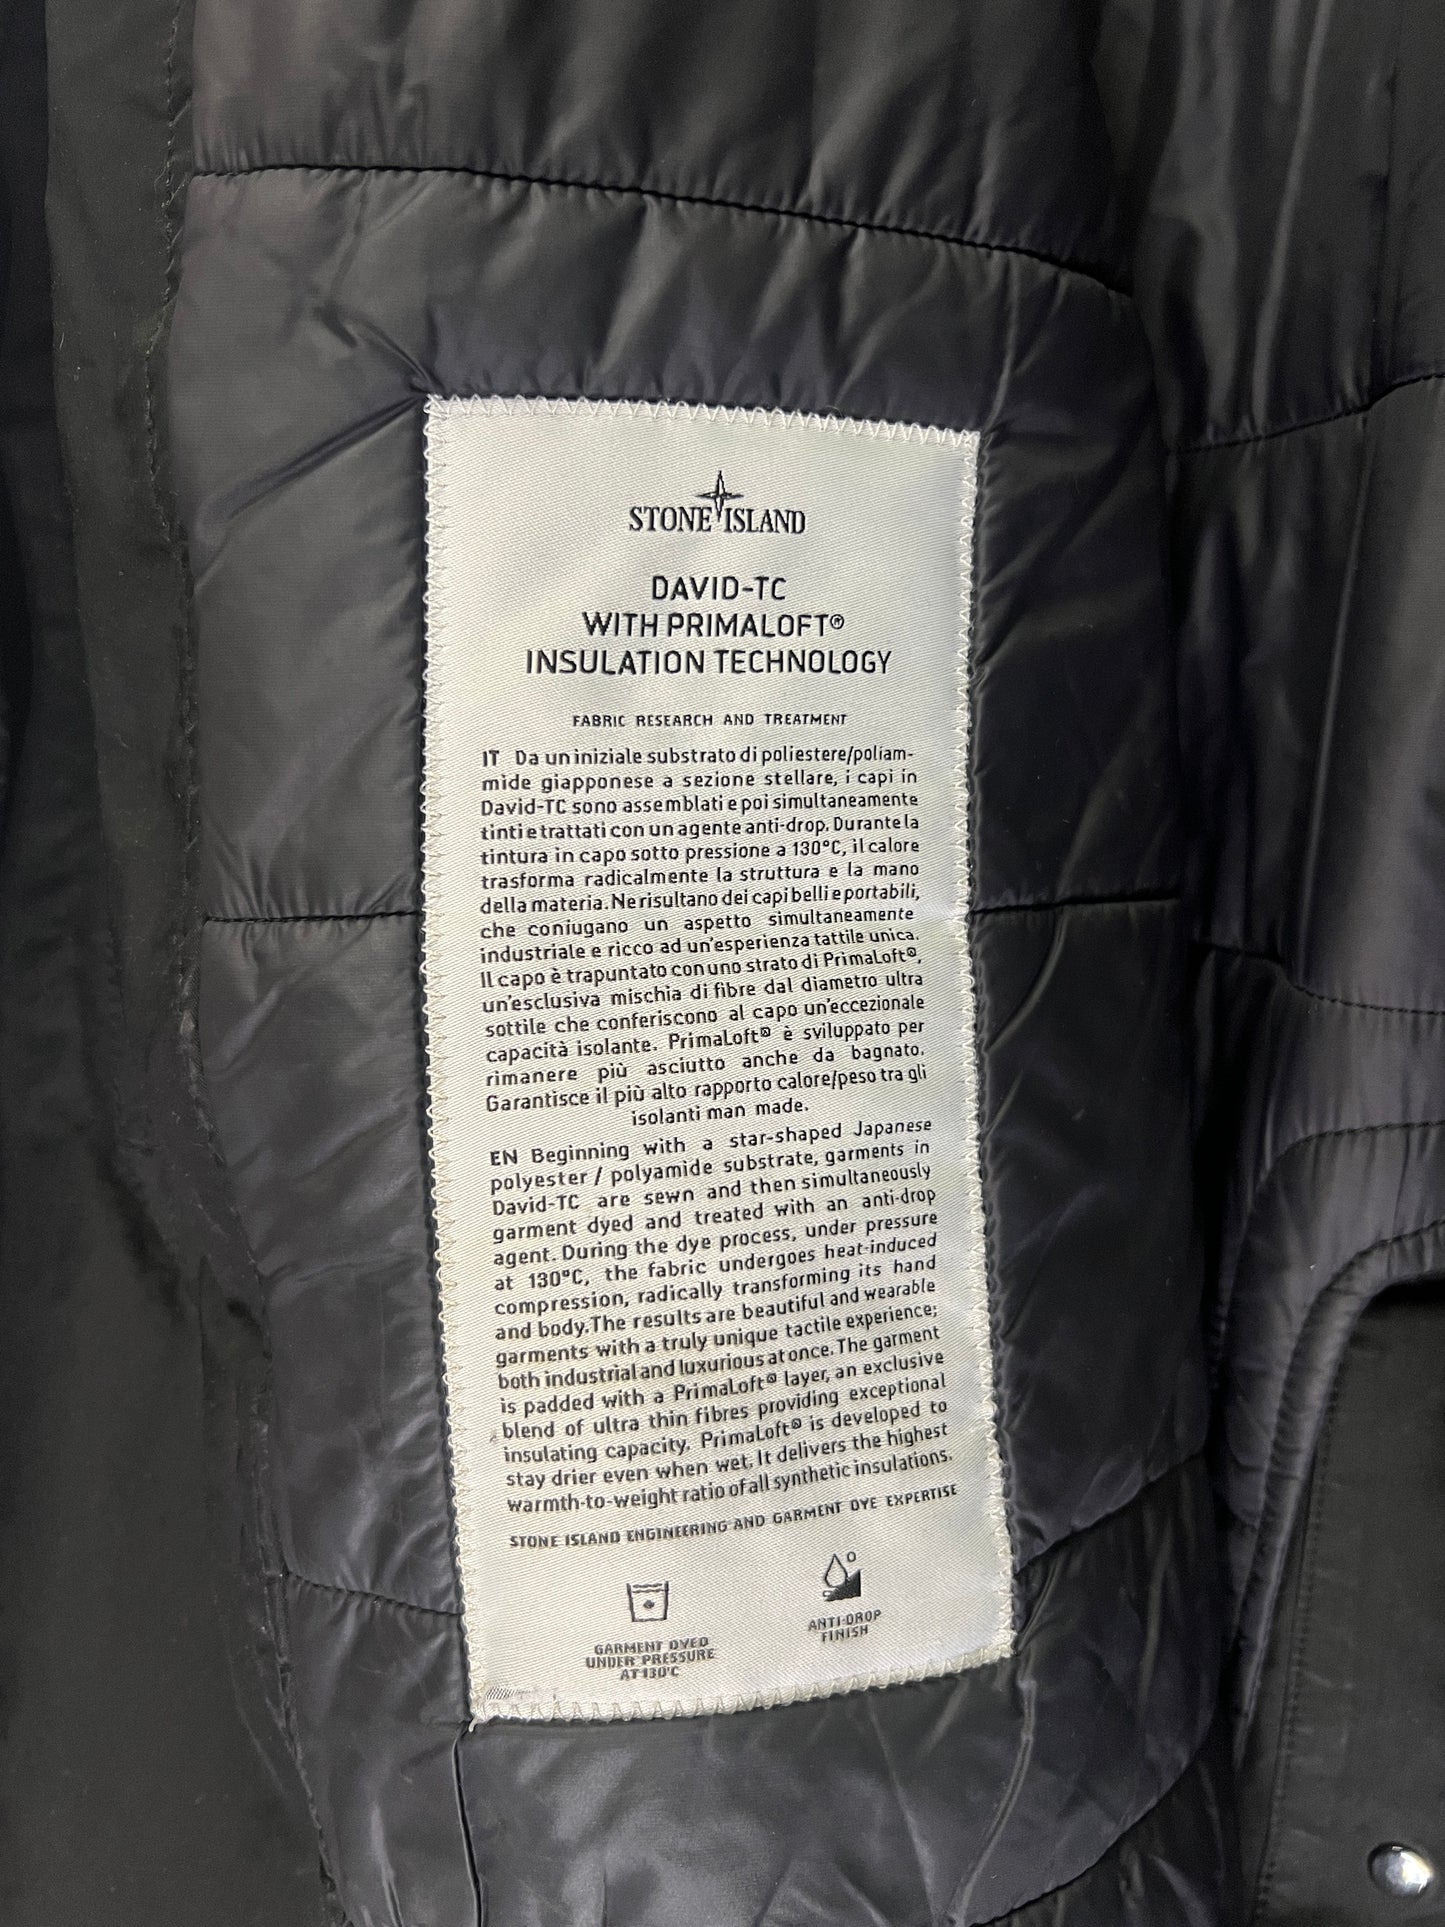 STONE ISLAND
DAVID-TC
WITH PRIMALOFT®
INSULATION TECHNOLOGY
FABRIC RESEARCH AND TREATMENT
IT Da un iniziale substrato di poliestere/poliam-
mide giapponese a sezione stellare, i capi in
David-TC sono assemblati e poi simultaneamente
tinti e trattati con un agente anti-drop. Durante la
tintura in capo sotto pressione a 130°C, il calore
trasforma radicalmente la struttura e la mano
della materia. Ne risultano dei capi belli e portabili,
che coniugano un aspetto simultaneamente
industriale e ricco ad un'esperienza tattile unica.
Il capo è trapuntato con uno strato di PrimaLoft®,
un'esclusiva mischia di fibre dal diametro ultra
sottile che conferiscono al capo un'eccezionale
capacità isolante. PrimaLoft® è sviluppato per
rimanere più asciutto anche da bagnato.
Garantisce il più alto rapporto calore/peso tra gli
isolanti man made.
EN Beginning with a star-shaped Japanese
polyester / polyamide substrate, garments in
David-TC are sewn and then simultaneously
garment dyed and treated with an anti-drop
agent. During the dye process, under pressure
at 130°C, the fabric undergoes heat-induced
compression, radically transforming its hand
and body.The results are beautiful and wearable
garments with a truly unique tactile experience;
both industrial and luxurious at once. The garment
is padded with a PrimaLoft® layer, an exclusive
blend of ultra thin fibres providing exceptional
insulating capacity. PrimaLoft® is developed to
stay drier even when wet. It delivers the highest
warmth-to-weight ratio of all synthetic insulations.
STONE ISLAND ENGINEERING AND GARMENT DYE EXPERTISE
GARMENT DYED
UNDER PRESSURE
AT 130°C
ANTI-DROP
FINISH